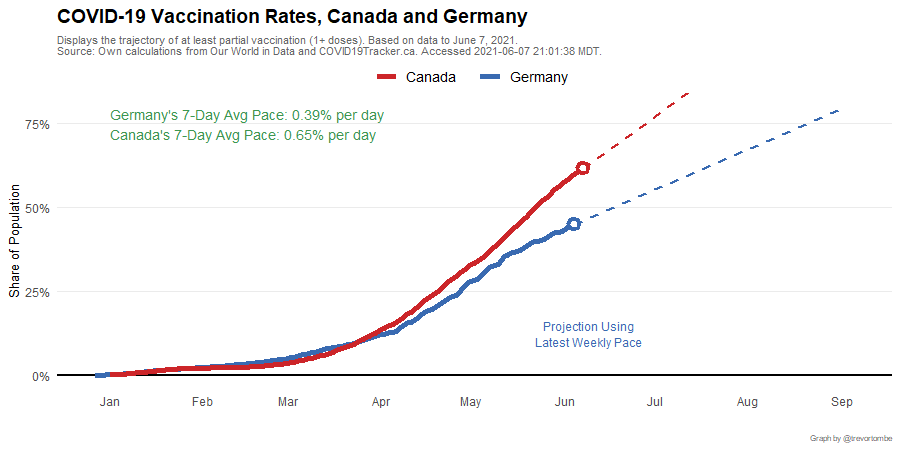 COVID-19 Vaccination Rates, Canada and Germany
Displays the trajectory of at least partial vaccination (1+ doses). Based on data to June 7, 2021.
Source: Own calculations from Our World in Data and COVID19Tracker.ca. Accessed 2021-06-07 21:01:38 MDT.
Canada Germany
Germany's 7-Day Avg Pace: 0.39% per day
Canada's 7-Day Avg Pace: 0.65% per day
75%
50%
25%
0%
Share of Population
Projection Using
Latest Weekly Pace
Jan Feb Mar Apr May Jun Jul Aug Sep
Graph by @trevortombe